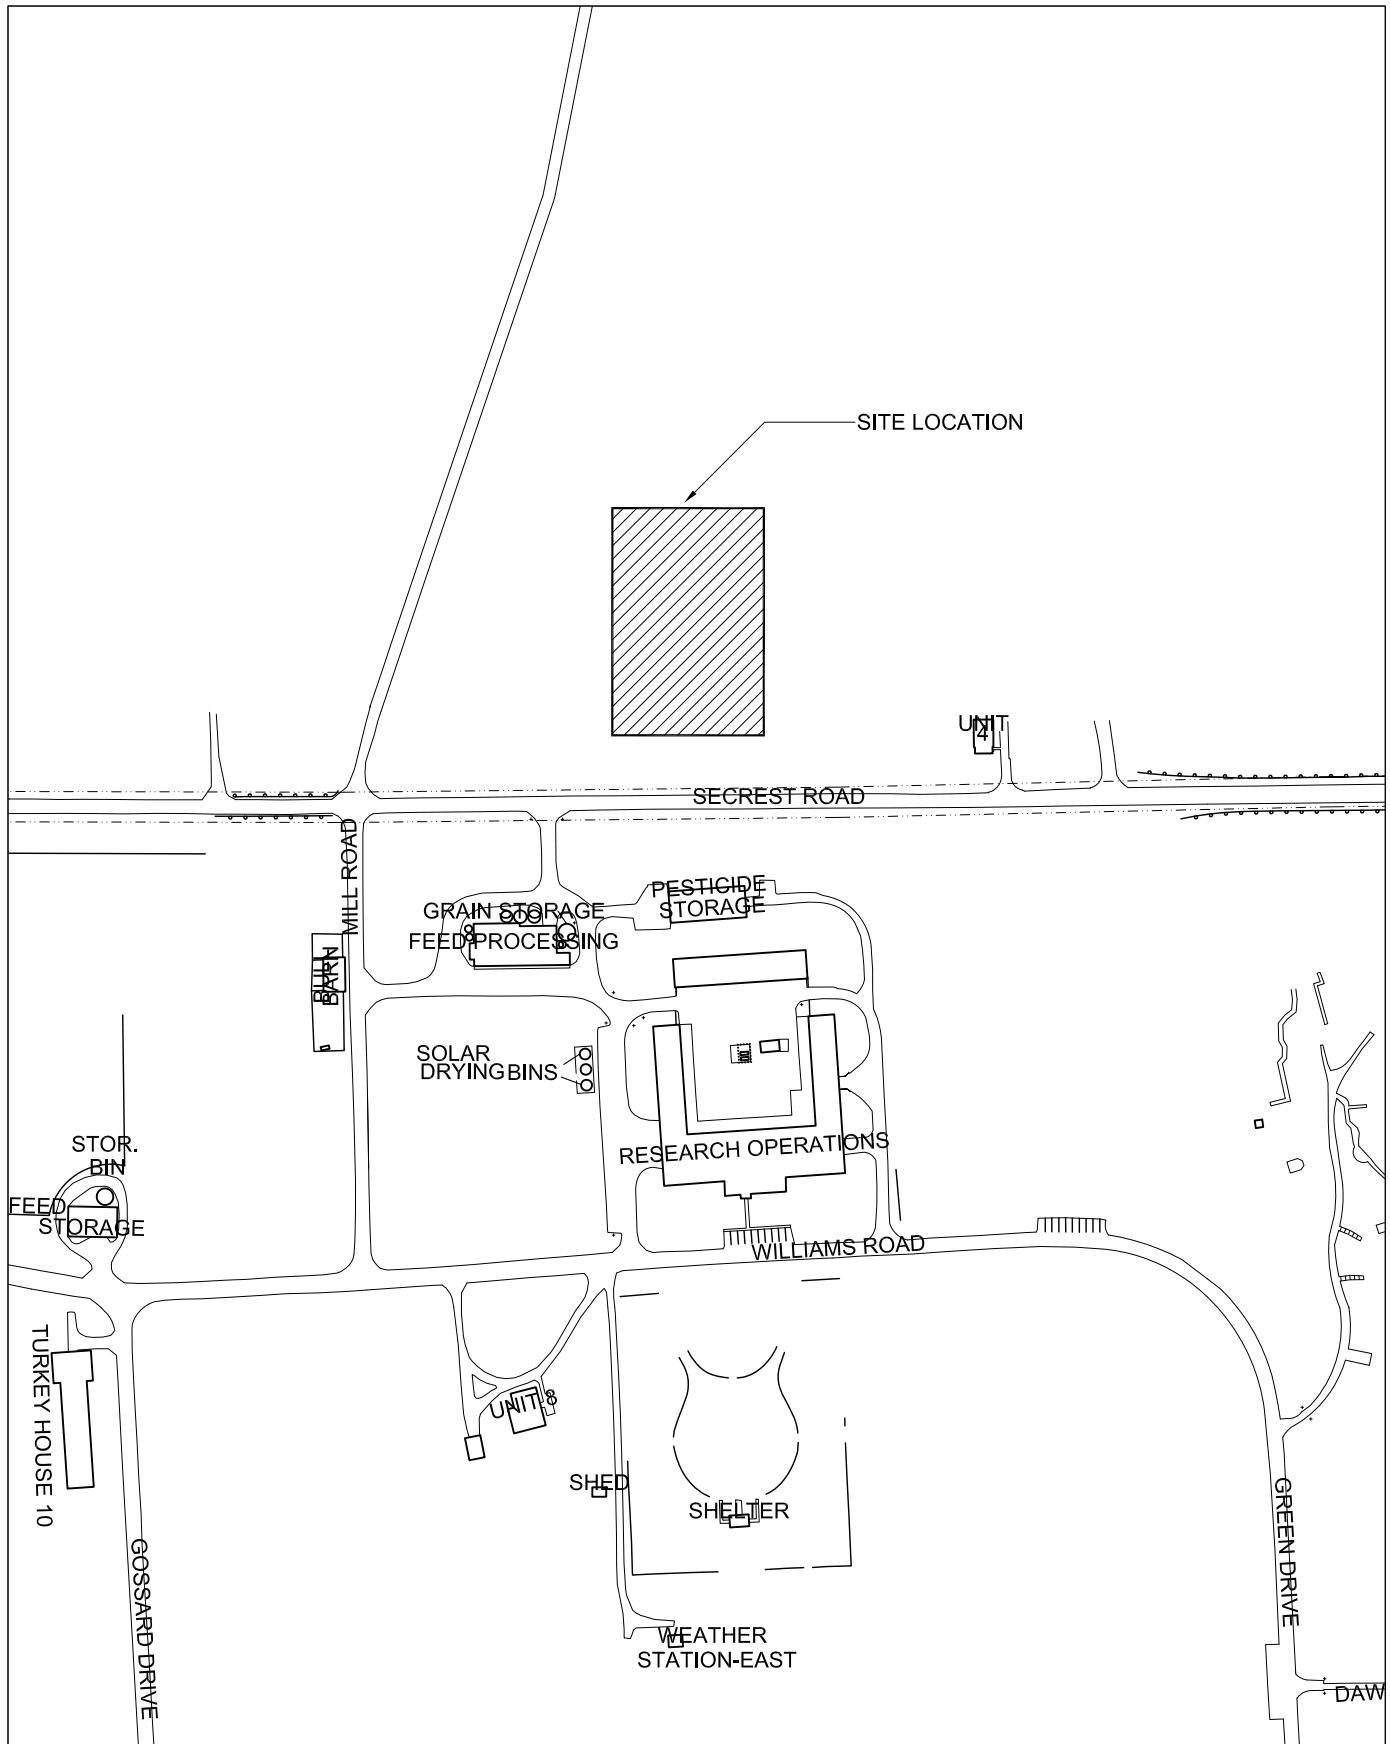 SITE LOCATION
UNIT
4
SECREST ROAD
MILL ROAD
PESTICIDE
STORAGE
GRAIN STORAGE
FEED PROCESSING
BULL
BARN
SOLAR
DRYING BINS
STOR.
BIN
RESEARCH OPERATIONS
FEED
STORAGE
WILLIAMS ROAD
TURKEY HOUSE 10
UNIT 8
SHED
SHELTER
GREEN DRIVE
GOSSARD DRIVE
WEATHER
STATION-EAST
DAW